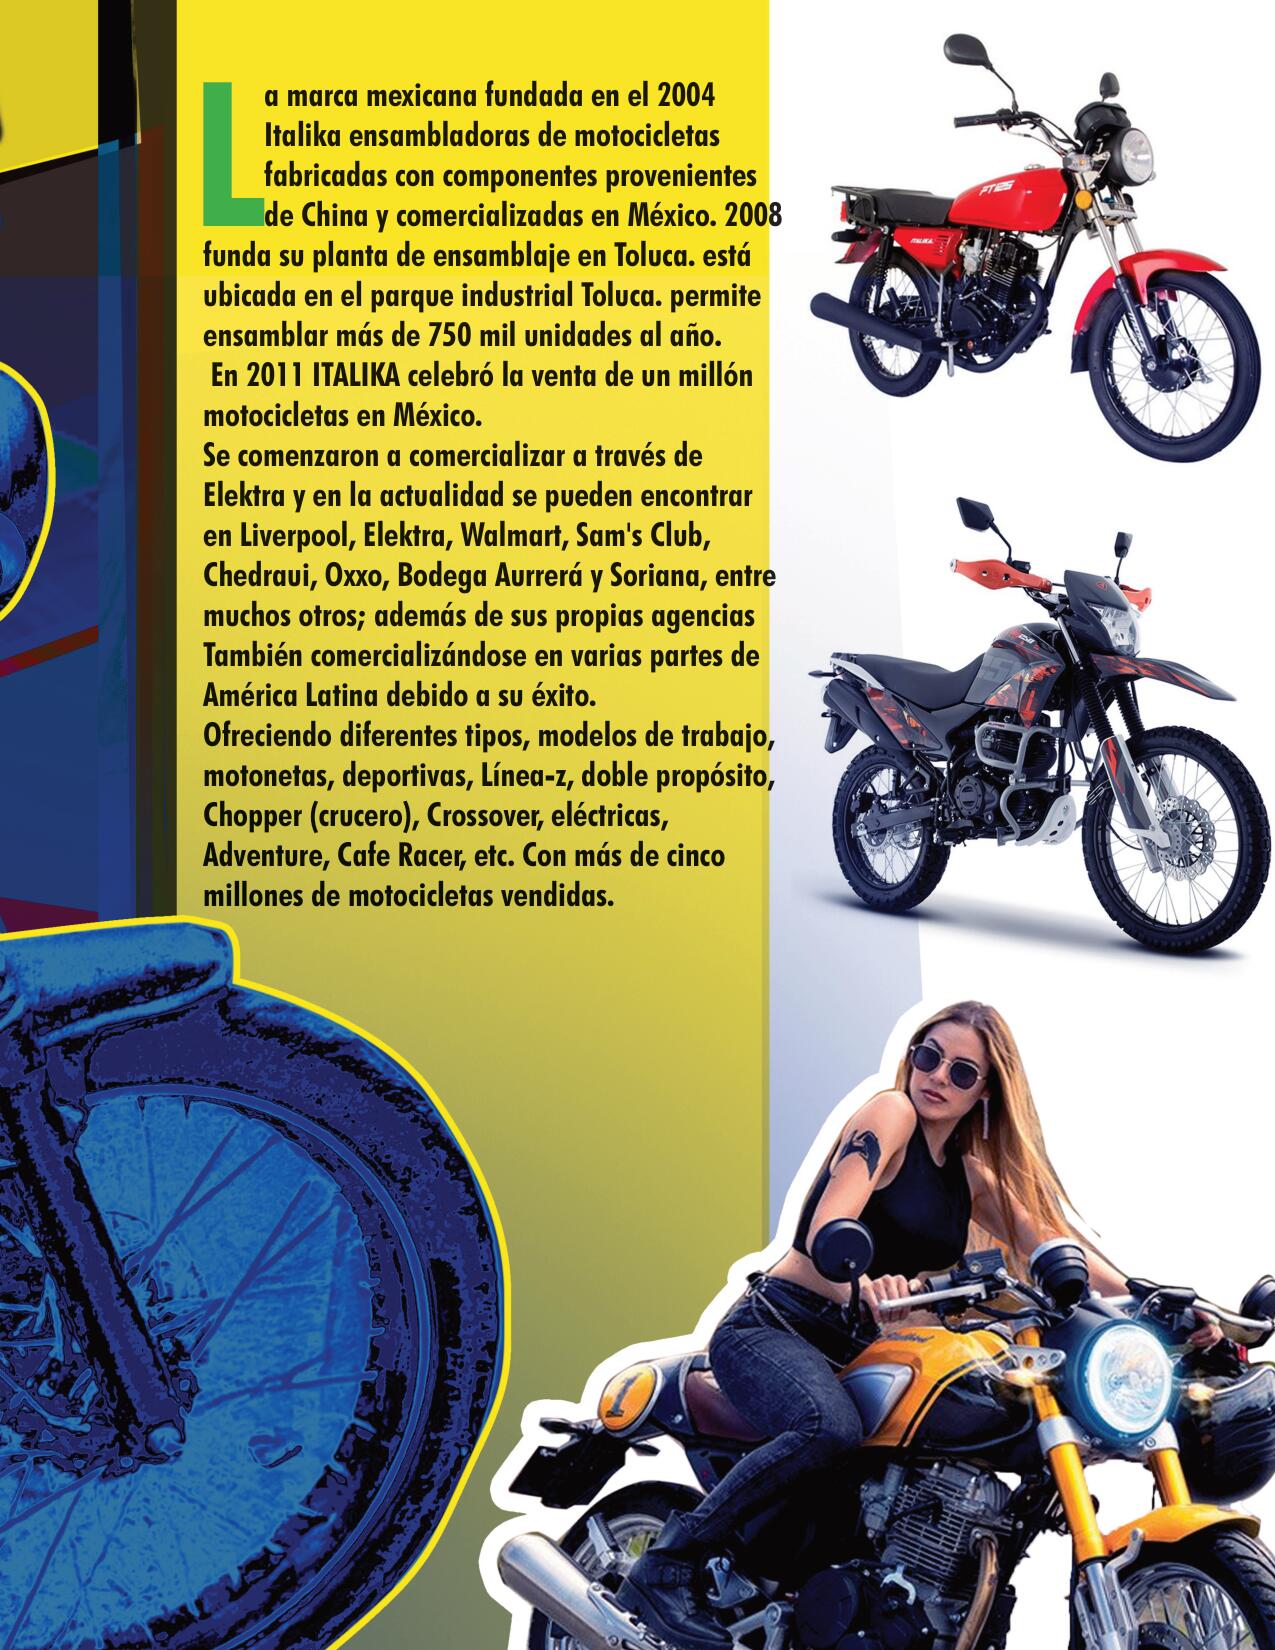 La marca mexicana fundada en el 2004
Italika ensambladoras de motocicletas
fabricadas con componentes provenientes
de China y comercializadas en México. 2008
funda su planta de ensamblaje en Toluca. está
ubicada en el parque industrial Toluca. permite
ensamblar más de 750 mil unidades al año.
En 2011 ITALIKA celebró la venta de un millón
motocicletas en México.
Se comenzaron a comercializar a través de
Elektra y en la actualidad se pueden encontrar
en Liverpool, Elektra, Walmart, Sam's Club,
Chedraui, Oxxo, Bodega Aurrerá y Soriana, entre
muchos otros; además de sus propias agencias
También comercializándose en varias partes de
América Latina debido a su éxito.
Ofreciendo diferentes tipos, modelos de trabajo,
motonetas, deportivas, Línea-z, doble propósito,
Chopper (crucero), Crossover, eléctricas,
Adventure, Cafe Racer, etc. Con más de cinco
millones de motocicletas vendidas.
FT125
ITALIKA
1